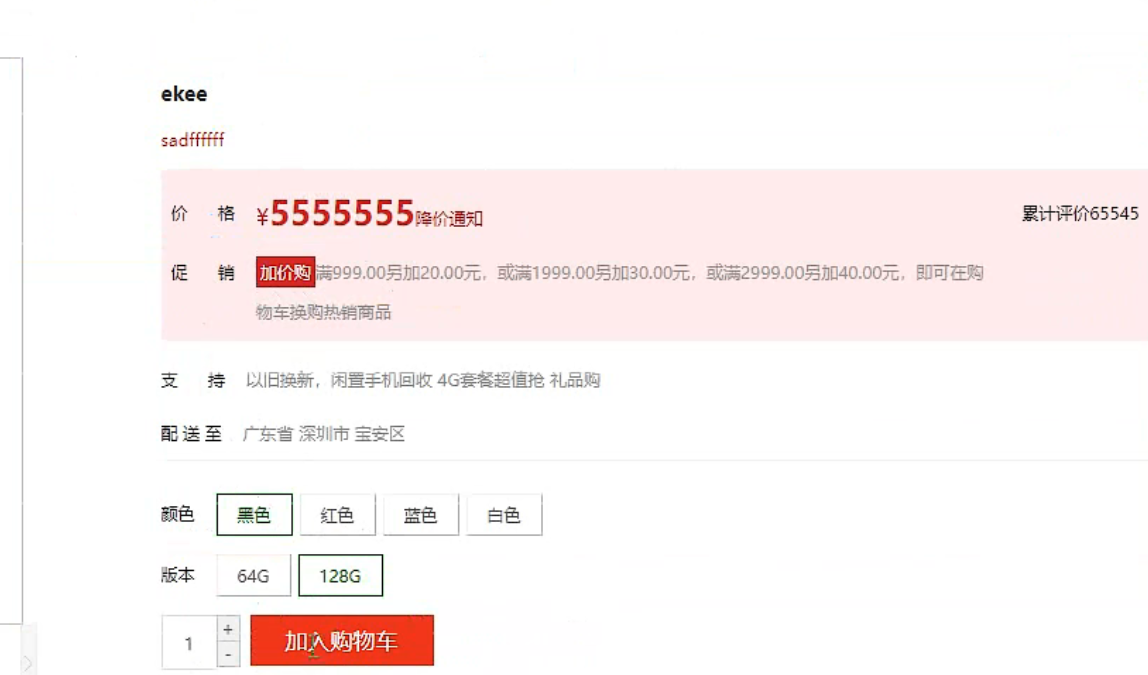 ekee
sadffffff
价 格 ¥5555555降价通知 累计评价65545
促 销 加价购满999.00另加20.00元，或满1999.00另加30.00元，或满2999.00另加40.00元，即可在购
物车换购热销商品
支 持 以旧换新，闲置手机回收 4G套餐超值抢 礼品购
配送至 广东省 深圳市 宝安区
颜色 黑色 红色 蓝色 白色
版本 64G 128G
1 + - 加入购物车